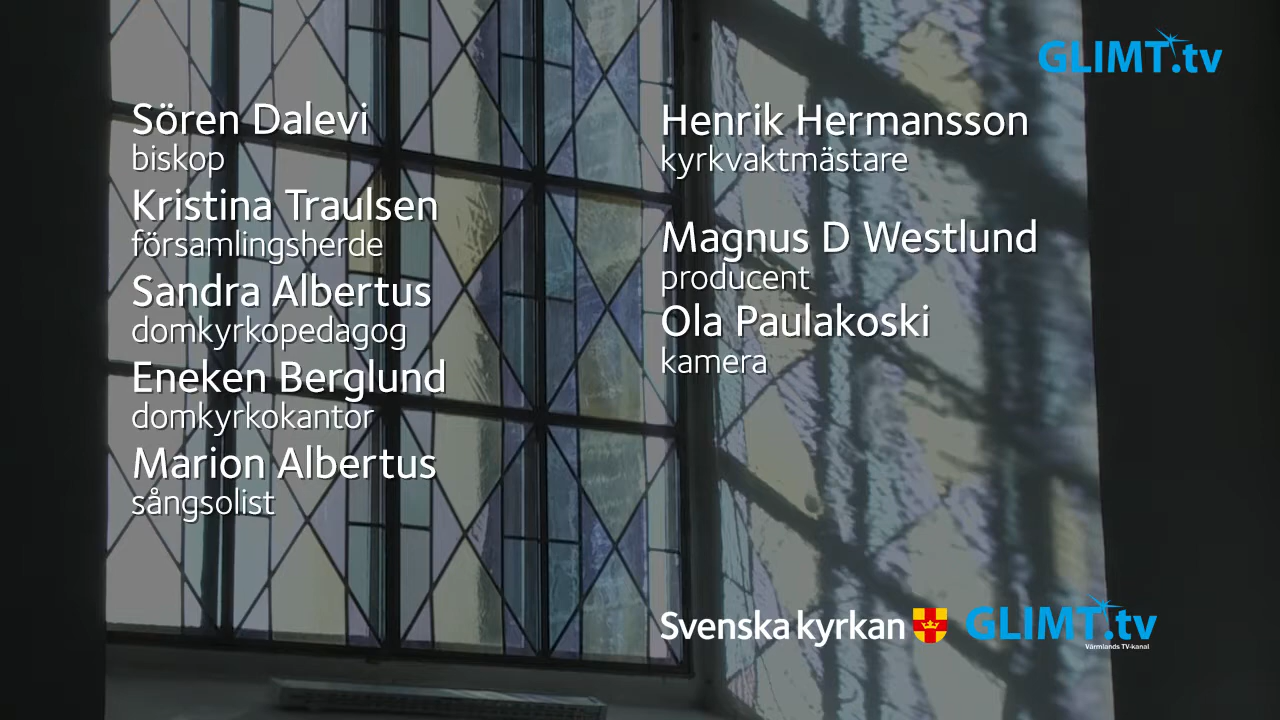 GLIMT.tv
Sören Dalevi
biskop
Kristina Traulsen
församlingsherde
Sandra Albertus
domkyrkopedagog
Eneken Berglund
domkyrkokantor
Marion Albertus
sångsolist
Henrik Hermansson
kyrkvaktmästare
Magnus D Westlund
producent
Ola Paulakoski
kamera
Svenska kyrkan
GLIMT.tv
Värmlands TV-kanal